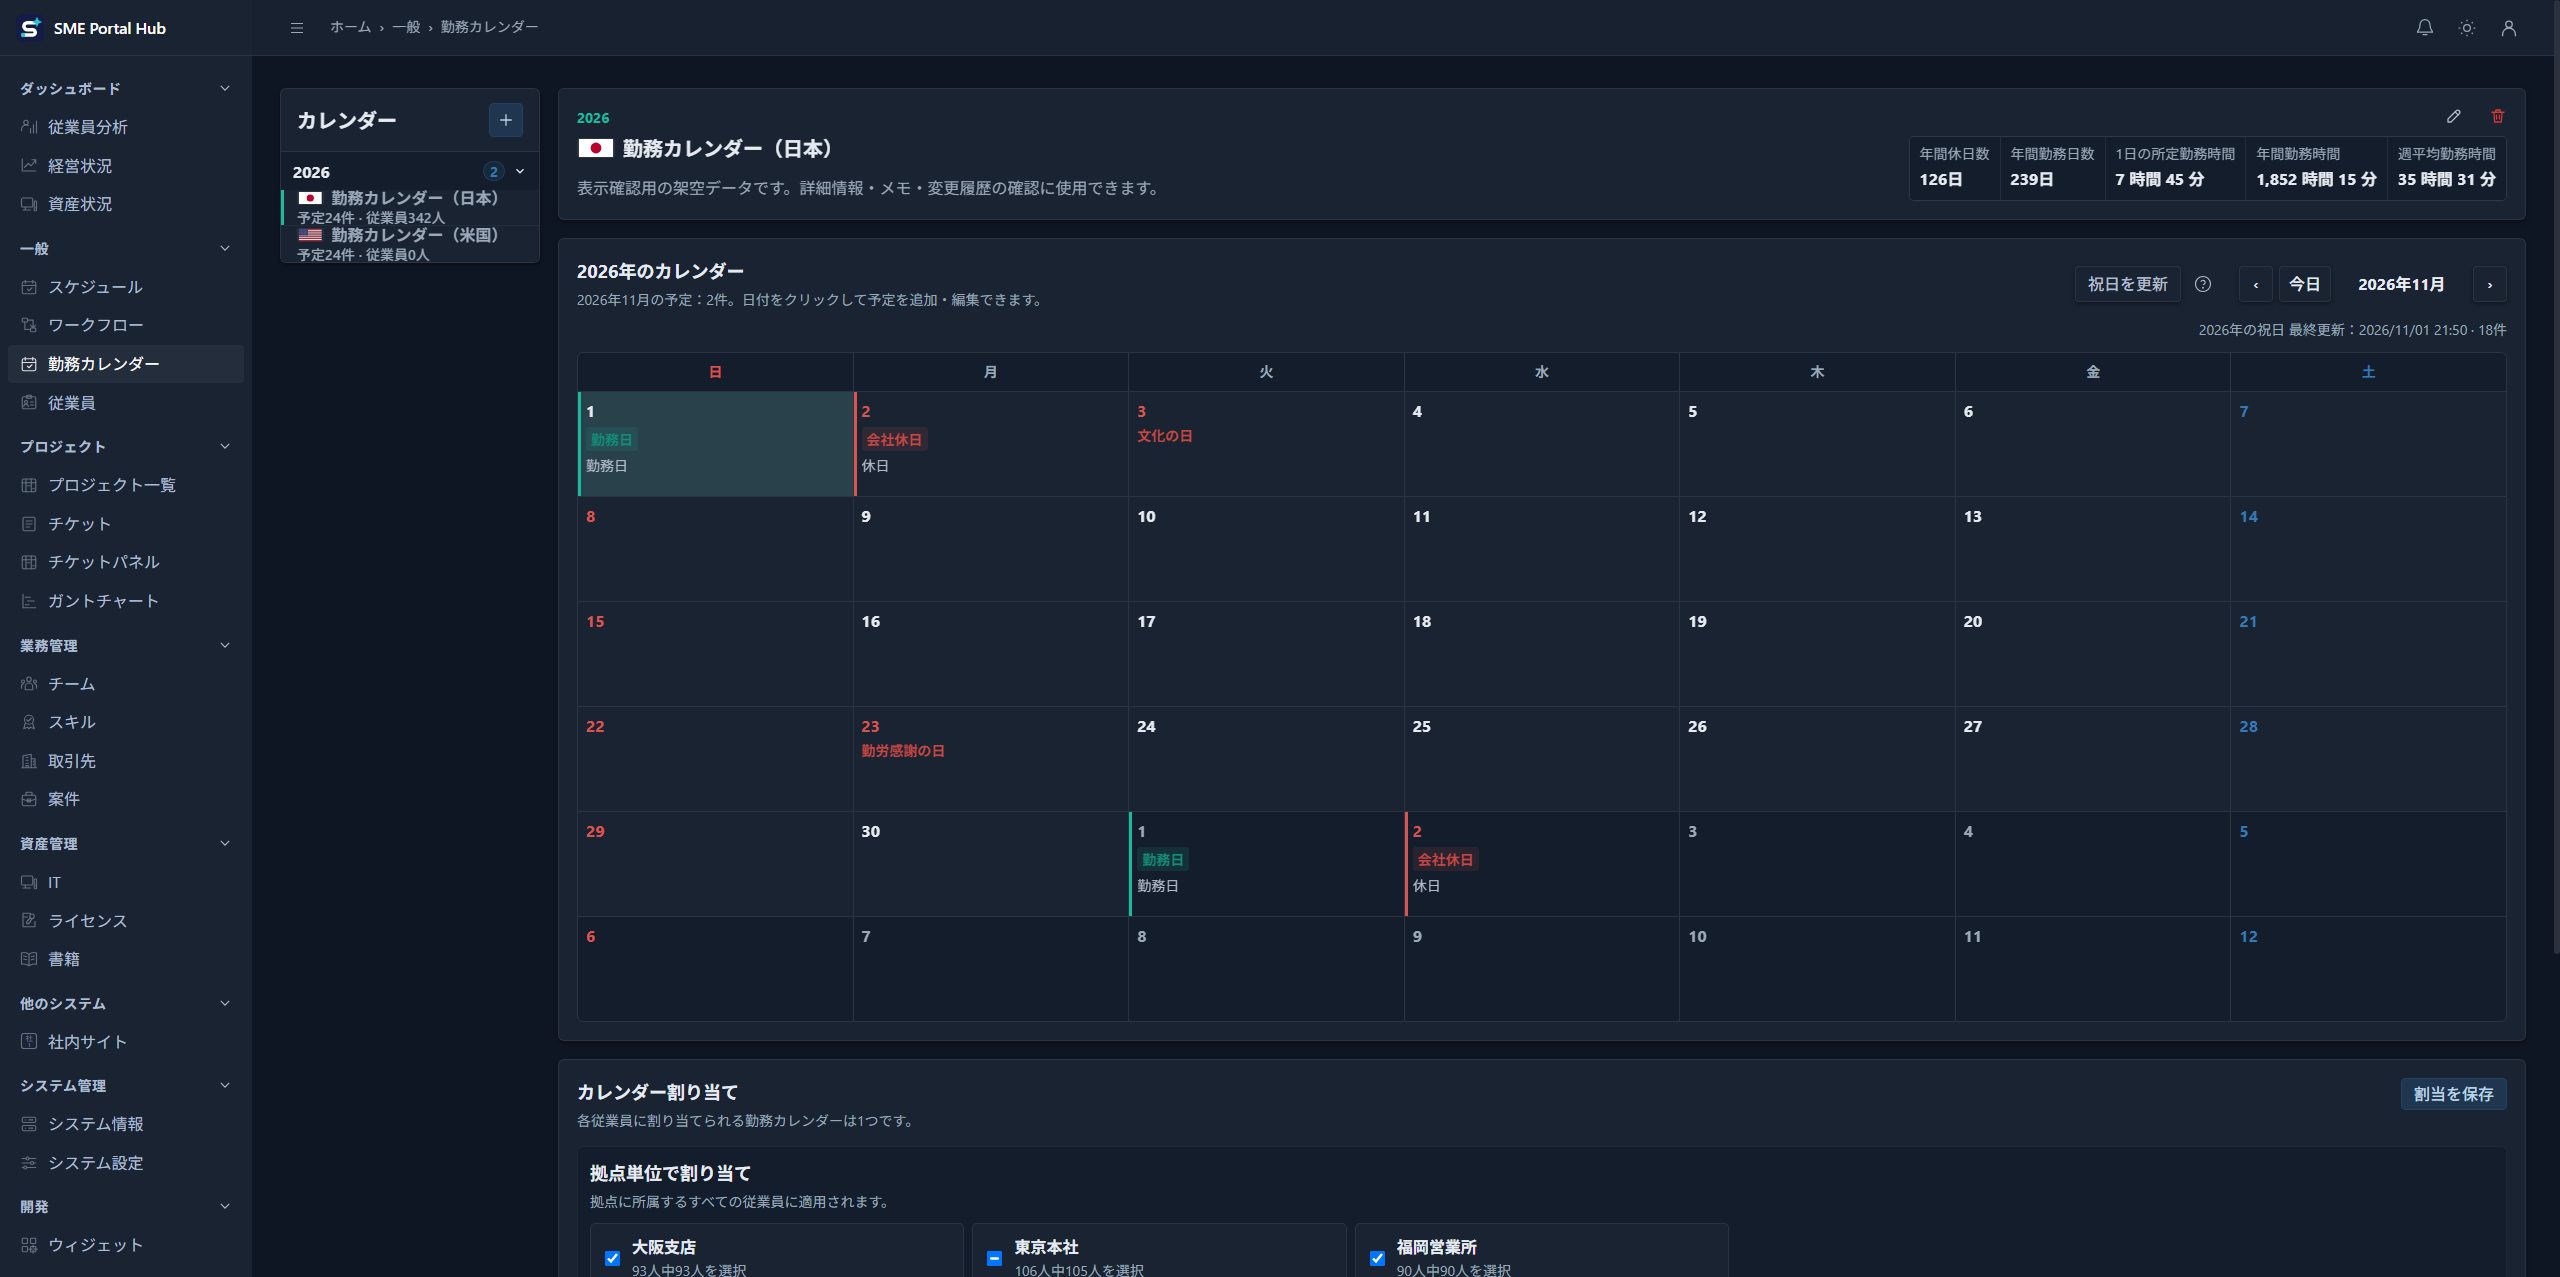 SME Portal Hub
ホーム › 一般 › 勤務カレンダー
ダッシュボード
従業員分析
経営状況
資産状況
一般
スケジュール
ワークフロー
勤務カレンダー
従業員
プロジェクト
プロジェクト一覧
チケット
チケットパネル
ガントチャート
業務管理
チーム
スキル
取引先
案件
資産管理
IT
ライセンス
書籍
他のシステム
社内サイト
システム管理
システム情報
システム設定
開発
ウィジェット
カレンダー
+
2026 2
勤務カレンダー（日本）
予定24件 · 従業員342人
勤務カレンダー（米国）
予定24件 · 従業員0人
2026
勤務カレンダー（日本）
表示確認用の架空データです。詳細情報・メモ・変更履歴の確認に使用できます。
年間休日数 年間勤務日数 1日の所定勤務時間 年間勤務時間 週平均勤務時間
126日 239日 7 時間 45 分 1,852 時間 15 分 35 時間 31 分
2026年のカレンダー
2026年11月の予定：2件。日付をクリックして予定を追加・編集できます。
祝日を更新 ? ‹ 今日 2026年11月 ›
2026年の祝日 最終更新：2026/11/01 21:50 · 18件
日 月 火 水 木 金 土
1 2 3 4 5 6 7
勤務日 会社休日 文化の日
勤務日 休日
8 9 10 11 12 13 14
15 16 17 18 19 20 21
22 23 24 25 26 27 28
勤労感謝の日
29 30 1 2 3 4 5
勤務日 会社休日
勤務日 休日
6 7 8 9 10 11 12
カレンダー割り当て
各従業員に割り当てられる勤務カレンダーは1つです。
割当を保存
拠点単位で割り当て
拠点に所属するすべての従業員に適用されます。
大阪支店 東京本社 福岡営業所
93人中93人を選択 106人中105人を選択 90人中90人を選択